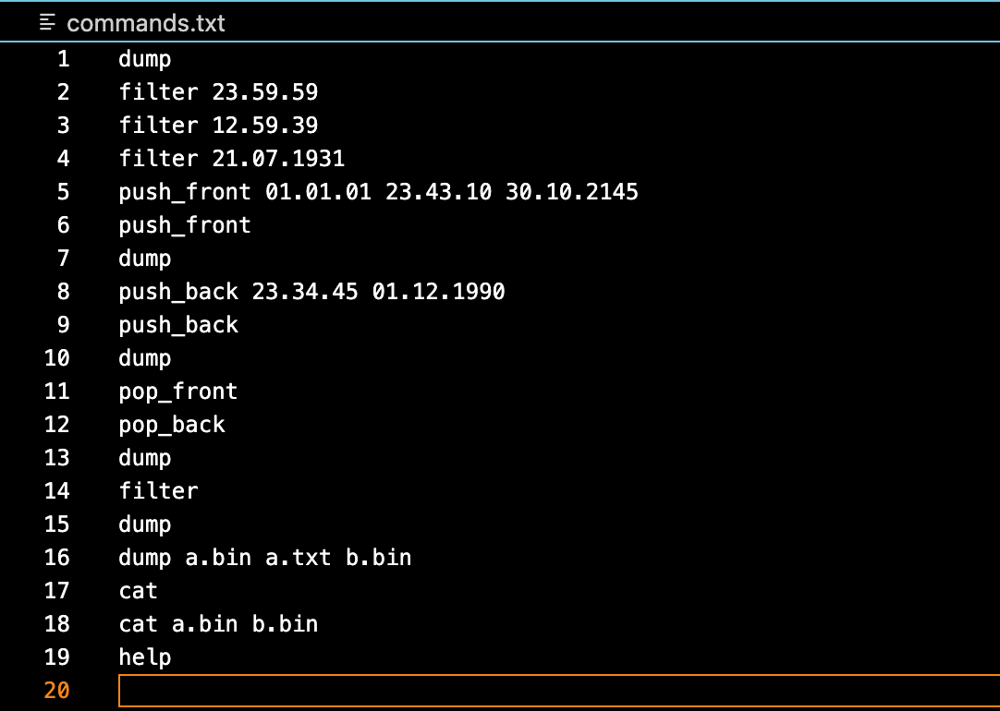 commands.txt
1 dump
2 filter 23.59.59
3 filter 12.59.39
4 filter 21.07.1931
5 push_front 01.01.01 23.43.10 30.10.2145
6 push_front
7 dump
8 push_back 23.34.45 01.12.1990
9 push_back
10 dump
11 pop_front
12 pop_back
13 dump
14 filter
15 dump
16 dump a.bin a.txt b.bin
17 cat
18 cat a.bin b.bin
19 help
20